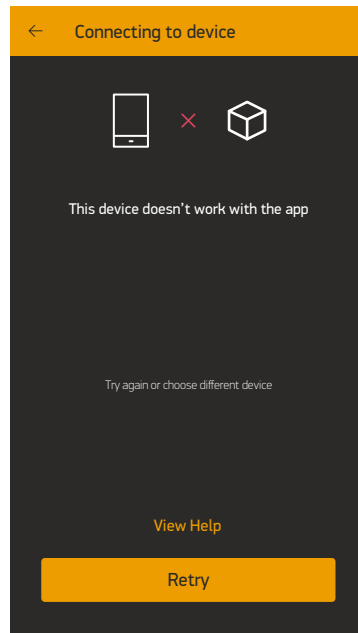 Connecting to device
This device doesn't work with the app
Try again or choose different device
View Help
Retry